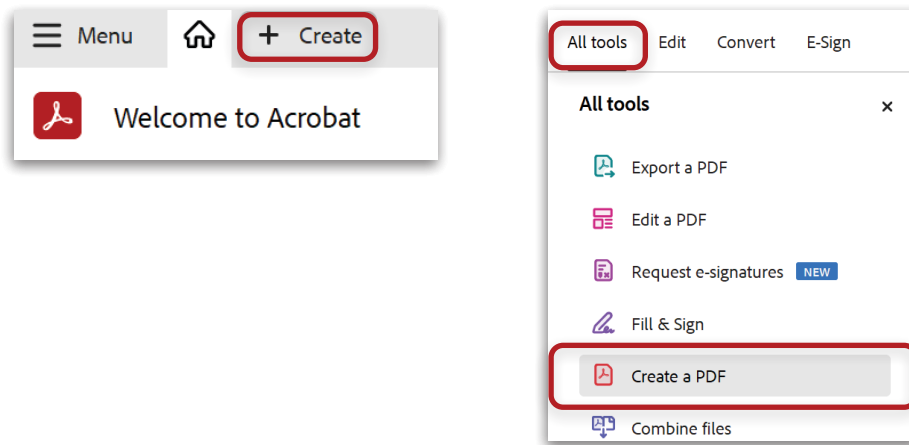 Menu + Create
Welcome to Acrobat
All tools Edit Convert E-Sign
All tools ×
Export a PDF
Edit a PDF
Request e-signatures NEW
Fill & Sign
Create a PDF
Combine files